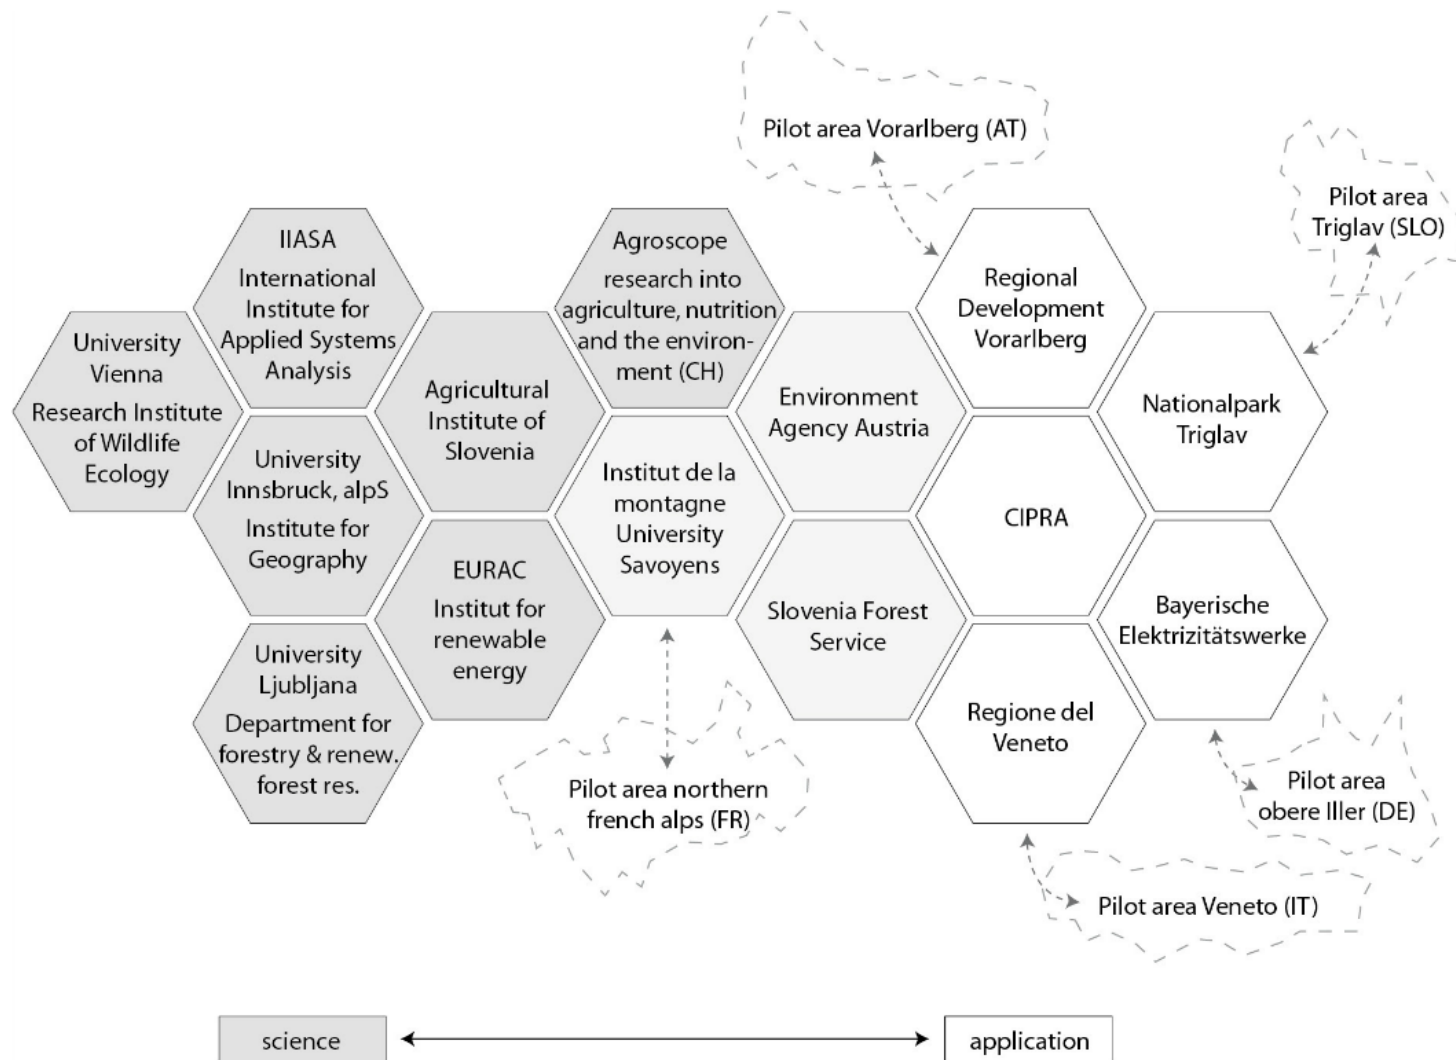 Pilot area Vorarlberg (AT)
Pilot area
Triglav (SLO)
IIASA
International
Institute for
Applied Systems
Analysis
Agroscope
research into
agriculture, nutrition
and the environ-
ment (CH)
Regional
Development
Vorarlberg
University
Vienna
Research Institute
of Wildlife
Ecology
Agricultural
Institute of
Slovenia
Environment
Agency Austria
Nationalpark
Triglav
University
Innsbruck, alpS
Institute for
Geography
Institut de la
montagne
University
Savoyens
CIPRA
EURAC
Institut for
renewable
energy
Slovenia Forest
Service
Bayerische
Elektrizitätswerke
University
Ljubljana
Department for
forestry & renew.
forest res.
Regione del
Veneto
Pilot area northern
french alps (FR)
Pilot area
obere Iller (DE)
Pilot area Veneto (IT)
science
application